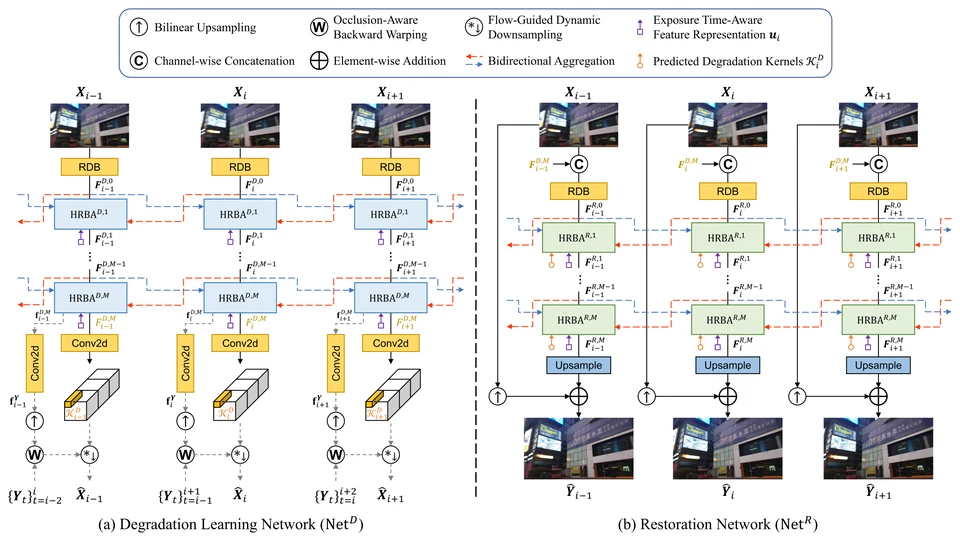 Bilinear Upsampling
W Occlusion-Aware Backward Warping
*↓ Flow-Guided Dynamic Downsampling
Exposure Time-Aware Feature Representation u_i
C Channel-wise Concatenation
Element-wise Addition
Bidirectional Aggregation
Predicted Degradation Kernels 𝒦_i^D
X_{i-1} X_i X_{i+1} X_{i-1} X_i X_{i+1}
F_{i-1}^{D,M} C F_i^{D,M} C F_{i+1}^{D,M} C
RDB RDB RDB
F_{i-1}^{D,0} F_i^{D,0} F_{i+1}^{D,0}
RDB RDB RDB
F_{i-1}^{R,0} F_i^{R,0} F_{i+1}^{R,0}
HRBA^{D,1} HRBA^{D,1} HRBA^{D,1}
HRBA^{R,1} HRBA^{R,1} HRBA^{R,1}
F_{i-1}^{D,1} F_i^{D,1} F_{i+1}^{D,1}
F_{i-1}^{R,1} F_i^{R,1} F_{i+1}^{R,1}
F_{i-1}^{D,M-1} F_i^{D,M-1} F_{i+1}^{D,M-1}
F_{i-1}^{R,M-1} F_i^{R,M-1} F_{i+1}^{R,M-1}
HRBA^{D,M} HRBA^{D,M} HRBA^{D,M}
HRBA^{R,M} HRBA^{R,M} HRBA^{R,M}
f_{i-1}^{D,M} F_{i-1}^{D,M} f_i^{D,M} F_i^{D,M} f_{i+1}^{D,M} F_{i+1}^{D,M}
F_{i-1}^{R,M} F_i^{R,M} F_{i+1}^{R,M}
Conv2d Conv2d Conv2d Conv2d Conv2d Conv2d
Upsample Upsample Upsample
𝒦_{i-1}^D 𝒦_i^D 𝒦_{i+1}^D
f_{i-1}^Y f_i^Y f_{i+1}^Y
W *↓ W *↓ W *↓
{Y_t}_{t=i-2}^i X̂_{i-1} {Y_t}_{t=i-1}^{i+1} X̂_i {Y_t}_{t=i}^{i+2} X̂_{i+1}
Ŷ_{i-1} Ŷ_i Ŷ_{i+1}
(a) Degradation Learning Network (Net^D)
(b) Restoration Network (Net^R)